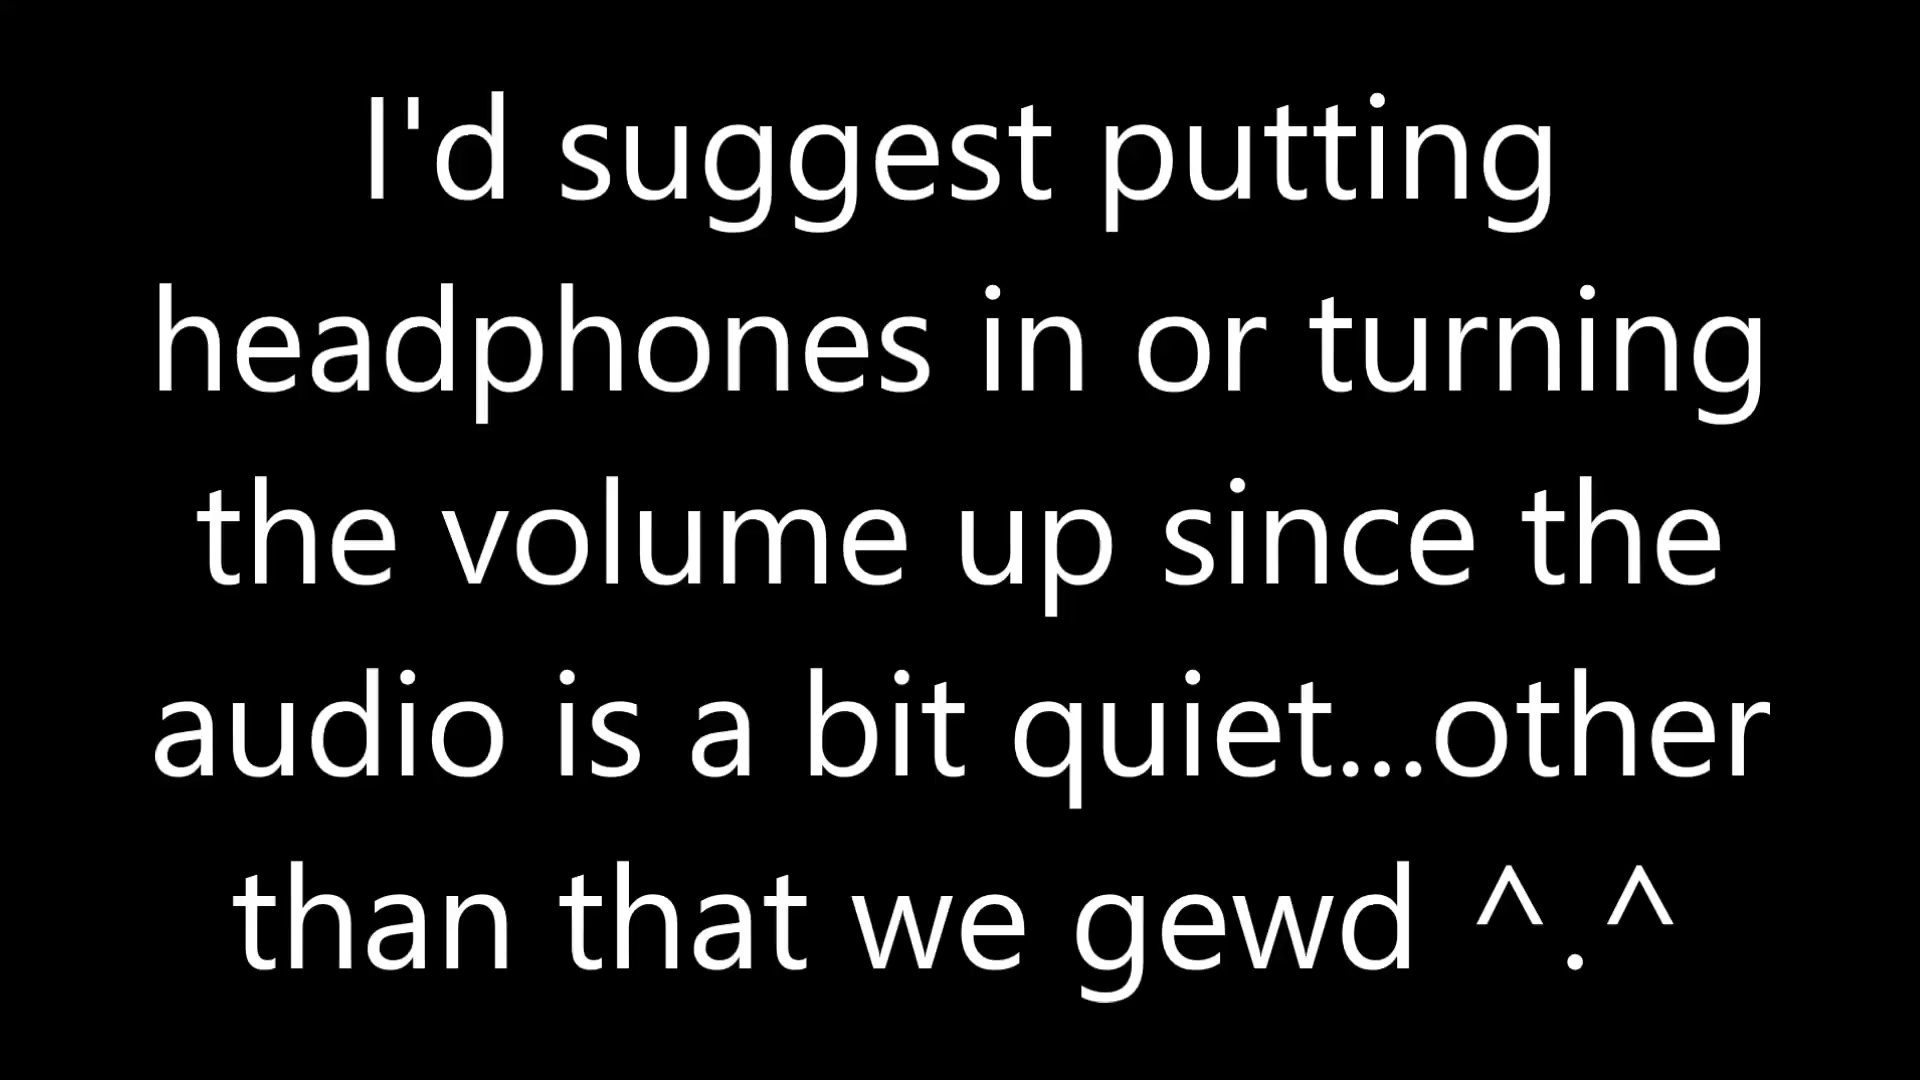 I'd suggest putting
headphones in or turning
the volume up since the
audio is a bit quiet...other
than that we gewd ^.^